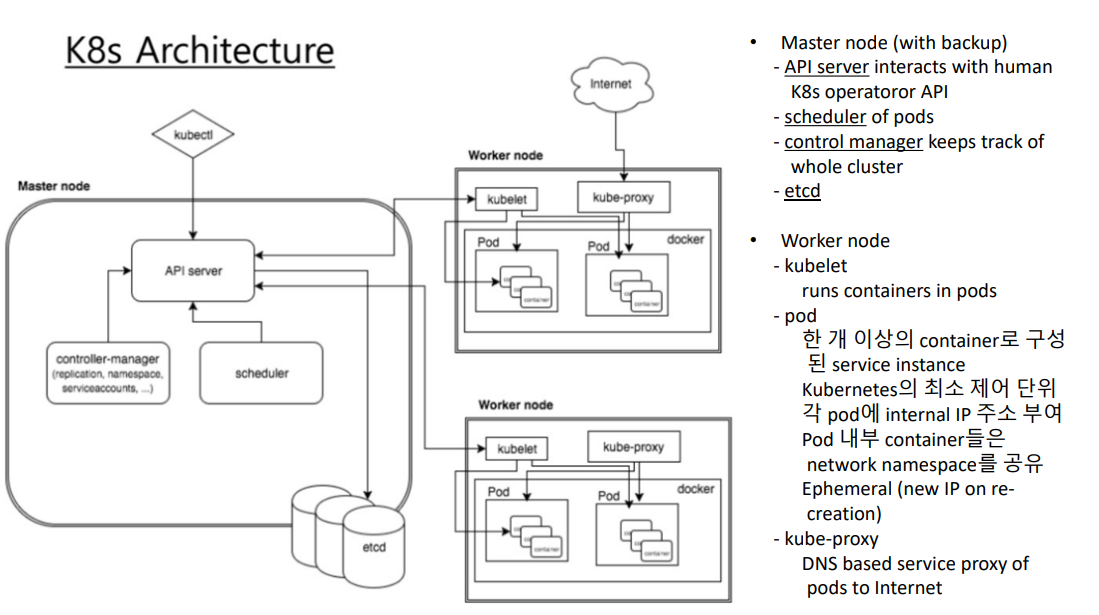 K8s Architecture
kubectl
Master node
API server
controller-manager
(replication, namespace,
serviceaccounts, ...)
scheduler
etcd
Internet
Worker node
kubelet
kube-proxy
docker
Pod
Pod
container
container
Worker node
kubelet
kube-proxy
docker
Pod
Pod
container
container
• Master node (with backup)
- API server interacts with human
K8s operatoror API
- scheduler of pods
- control manager keeps track of
whole cluster
- etcd
• Worker node
- kubelet
runs containers in pods
- pod
한 개 이상의 container로 구성
된 service instance
Kubernetes의 최소 제어 단위
각 pod에 internal IP 주소 부여
Pod 내부 container들은
network namespace를 공유
Ephemeral (new IP on re-
creation)
- kube-proxy
DNS based service proxy of
pods to Internet